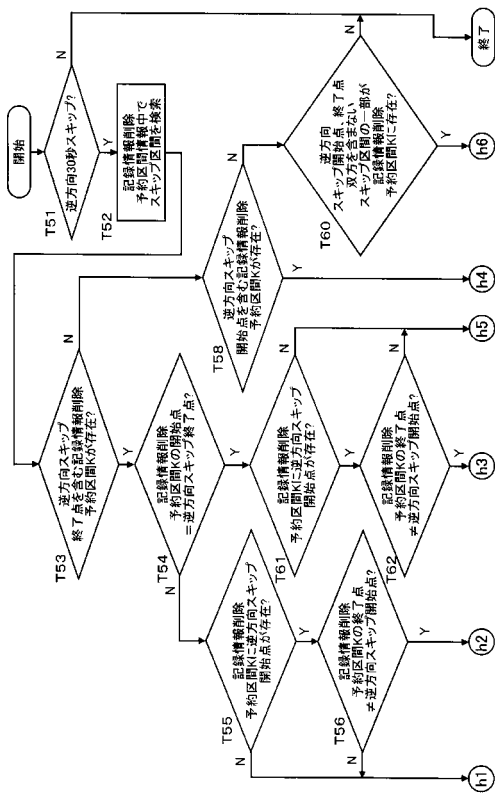 開始
逆方向30秒スキップ?
T51
N
Y
T52
記録情報削除
予約区間情報中で
スキップ区間を検索
逆方向スキップ
終了点を含む記録情報削除
予約区間Kが存在?
T53
N
Y
記録情報削除
予約区間Kの開始点
=逆方向スキップ終了点?
T54
N
Y
記録情報削除
予約区間Kに逆方向スキップ
開始点が存在?
T55
N
Y
記録情報削除
予約区間Kの終了点
≠逆方向スキップ開始点?
T56
N
Y
逆方向スキップ
開始点を含む記録情報削除
予約区間Kが存在?
T58
N
Y
逆方向
スキップ開始点・終了点
双方を含まない
スキップ区間の一部が
記録情報削除
予約区間Kに存在?
T60
N
Y
記録情報削除
予約区間Kに逆方向スキップ
開始点が存在?
T61
N
Y
記録情報削除
予約区間Kの終了点
≠逆方向スキップ開始点?
T62
N
Y
h1
h2
h3
h5
h4
h6
終了